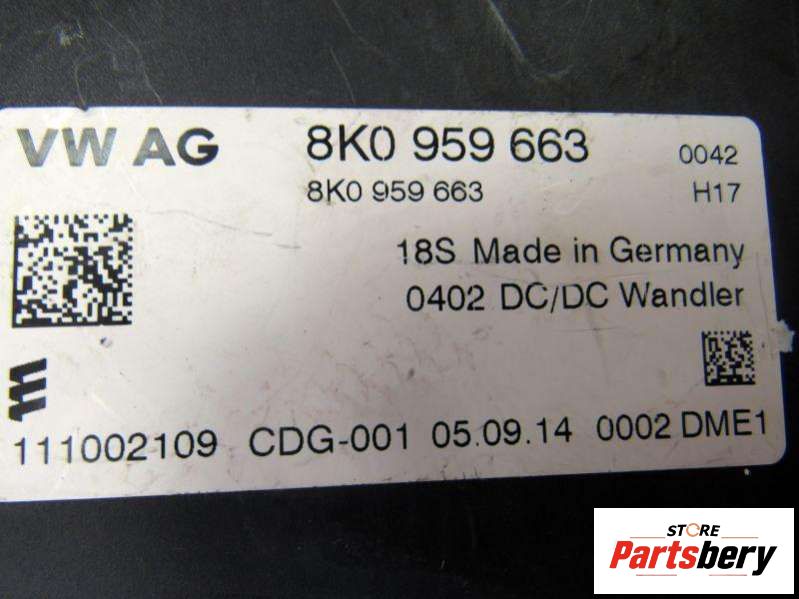 VW AG 8K0 959 663 0042
8K0 959 663 H17
18S Made in Germany
0402 DC/DC Wandler
111002109 CDG-001 05.09.14 0002 DME1
STORE
Partsbery